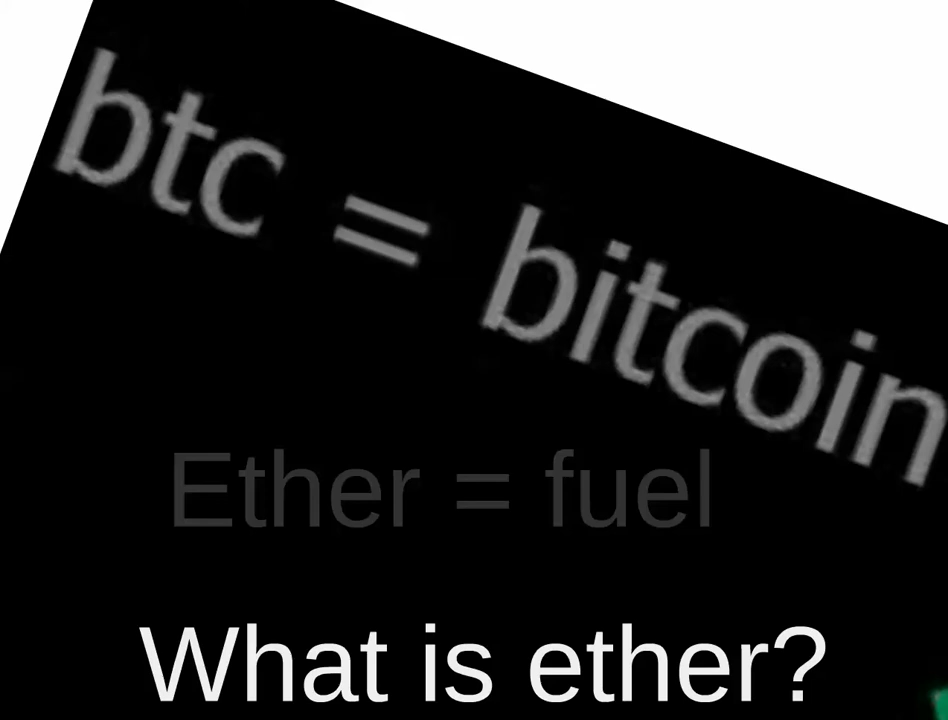 btc = bitcoin
Ether = fuel
What is ether?